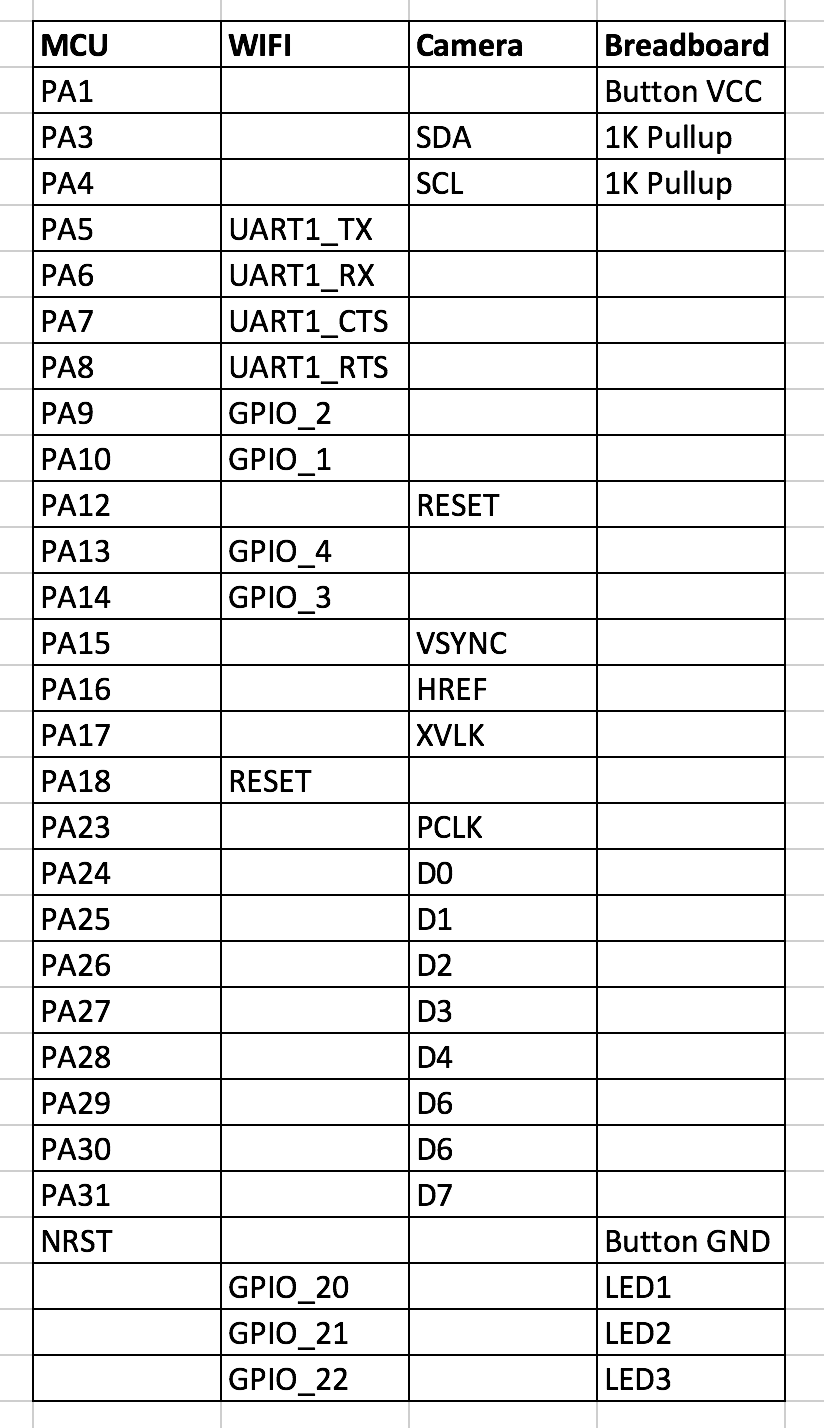 MCU WIFI Camera Breadboard
PA1 Button VCC
PA3 SDA 1K Pullup
PA4 SCL 1K Pullup
PA5 UART1_TX
PA6 UART1_RX
PA7 UART1_CTS
PA8 UART1_RTS
PA9 GPIO_2
PA10 GPIO_1
PA12 RESET
PA13 GPIO_4
PA14 GPIO_3
PA15 VSYNC
PA16 HREF
PA17 XVLK
PA18 RESET
PA23 PCLK
PA24 D0
PA25 D1
PA26 D2
PA27 D3
PA28 D4
PA29 D6
PA30 D6
PA31 D7
NRST Button GND
GPIO_20 LED1
GPIO_21 LED2
GPIO_22 LED3